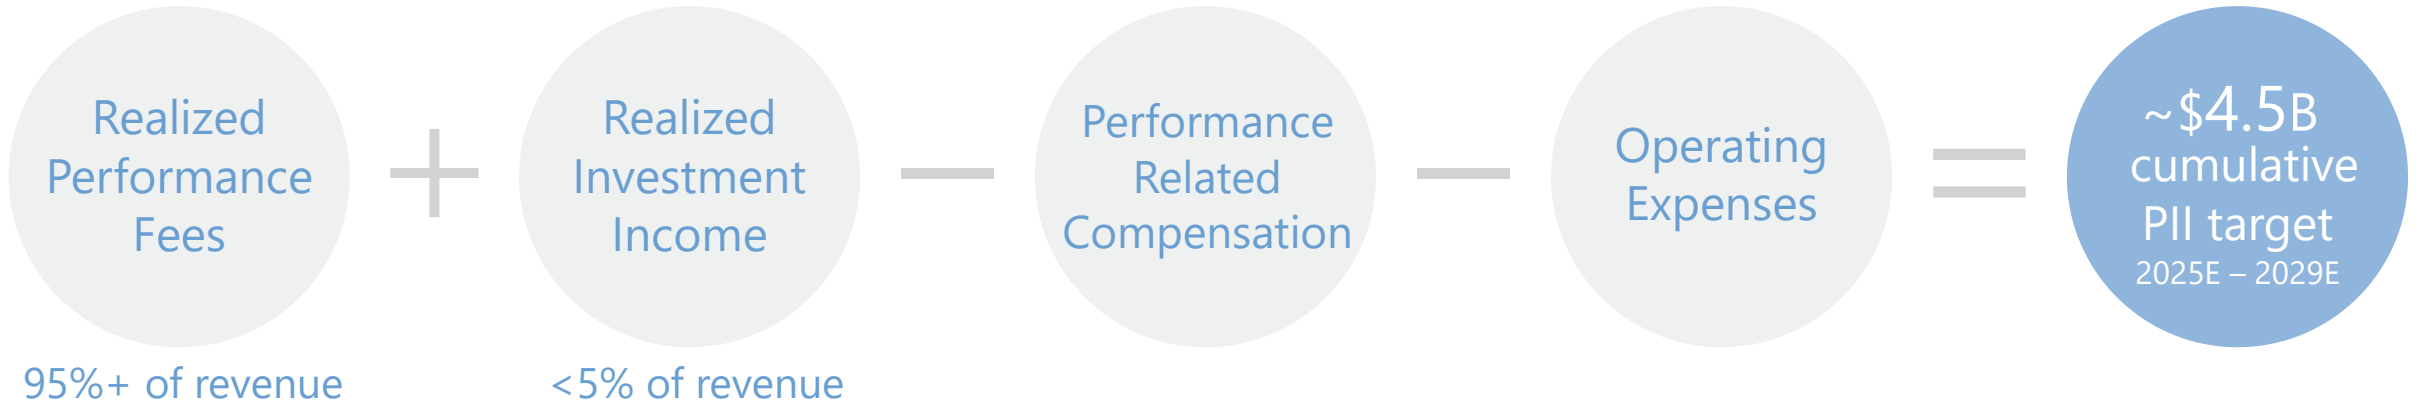 Realized
Performance
Fees
95%+ of revenue
Realized
Investment
Income
<5% of revenue
Performance
Related
Compensation
Operating
Expenses
~$4.5B
cumulative
PII target
2025E – 2029E